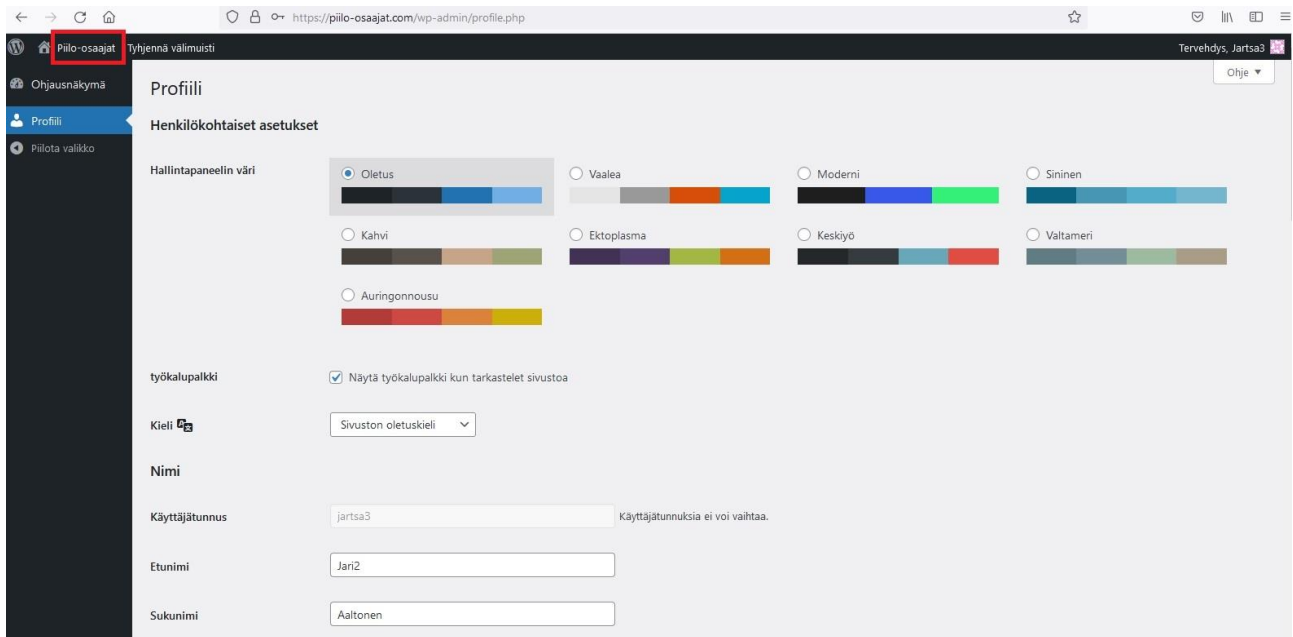 https://piilo-osaajat.com/wp-admin/profile.php
Piilo-osaajat Tyhjennä välimuisti Tervehdys, Jartsa3
Ohje
Ohjausnäkymä
Profiili
Piilota valikko
Profiili
Henkilökohtaiset asetukset
Hallintapaneelin väri
Oletus Vaalea Moderni Sininen
Kahvi Ektoplasma Keskiyö Valtameri
Auringonnousu
työkalupalkki Näytä työkalupalkki kun tarkastelet sivustoa
Kieli Sivuston oletuskieli
Nimi
Käyttäjätunnus jartsa3 Käyttäjätunnuksia ei voi vaihtaa.
Etunimi Jari2
Sukunimi Aaltonen